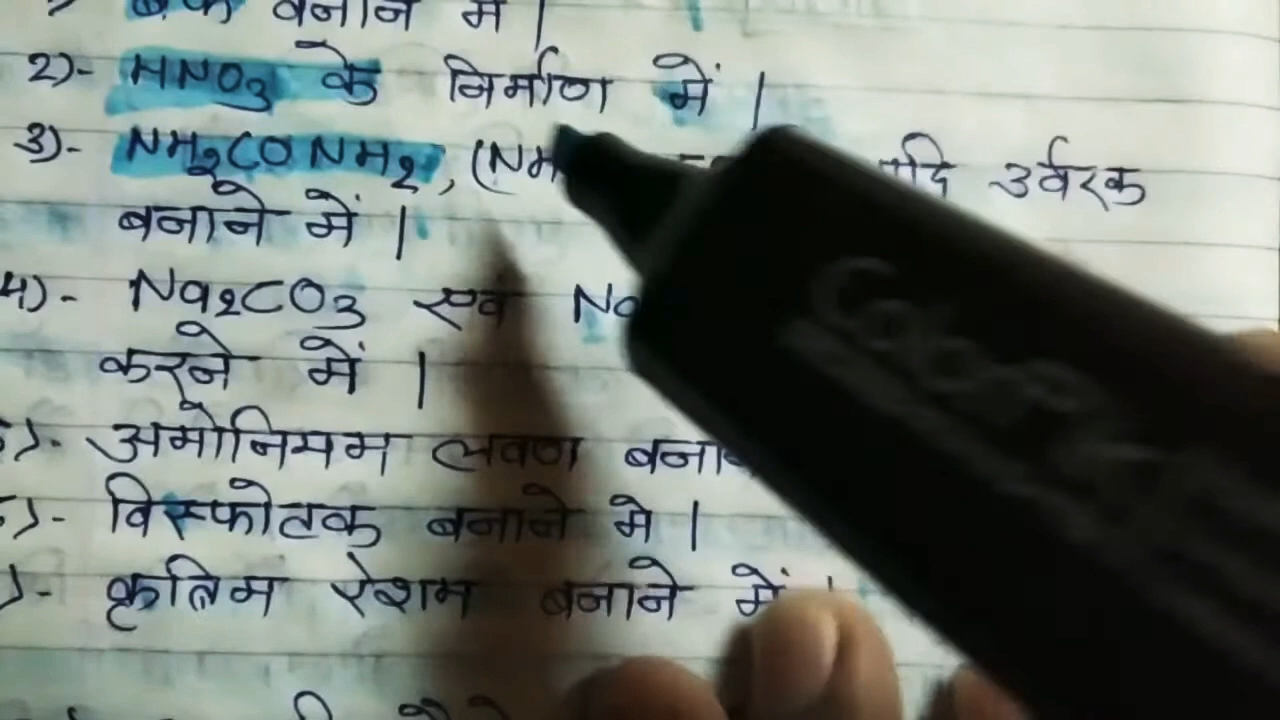 बर्फ बनाने में |
2)- HNO3 के निर्माण में |
3)- NH2CONH2, (NH उर्वरक
बनाने में |
4)- Na2CO3 एवं
करने में |
अमोनियम लवण
विस्फोटक बनाने मे |
कृत्रिम रेशम बनाने में |